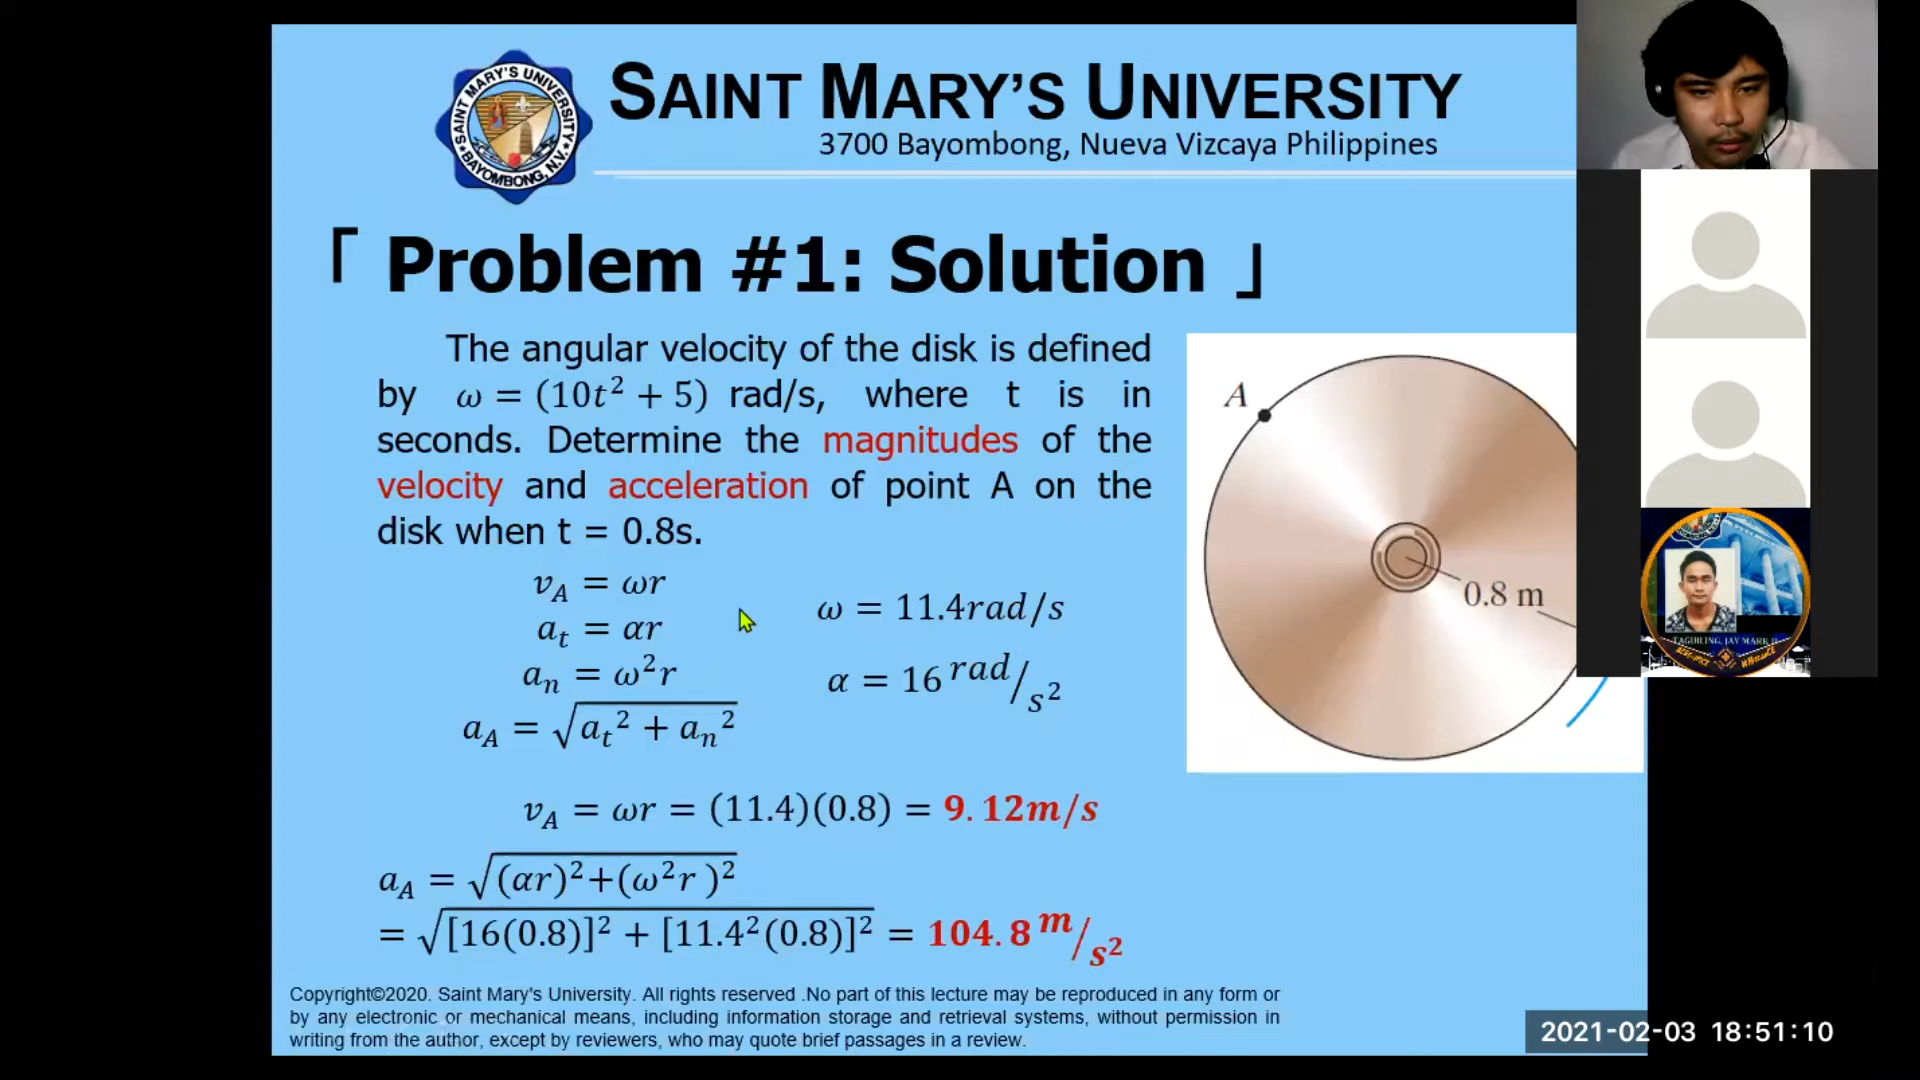 SAINT MARY'S UNIVERSITY
SAINT MARY'S UNIVERSITY
3700 Bayombong, Nueva Vizcaya Philippines
BAYOMBONG, N.V.
「 Problem #1: Solution 」
The angular velocity of the disk is defined
by ω = (10t² + 5) rad/s, where t is in
seconds. Determine the magnitudes of the
velocity and acceleration of point A on the
disk when t = 0.8s.
A
0.8 m
v_A = ωr
a_t = αr
a_n = ω²r
a_A = √(a_t² + a_n²)
ω = 11.4rad/s
α = 16 rad/s²
v_A = ωr = (11.4)(0.8) = 9.12m/s
a_A = √((αr)²+(ω²r )²)
= √([16(0.8)]² + [11.4²(0.8)]²) = 104.8 m/s²
TAGUILING, JAY MARK
Copyright©2020. Saint Mary's University. All rights reserved .No part of this lecture may be reproduced in any form or
by any electronic or mechanical means, including information storage and retrieval systems, without permission in
writing from the author, except by reviewers, who may quote brief passages in a review.
2021-02-03 18:51:10